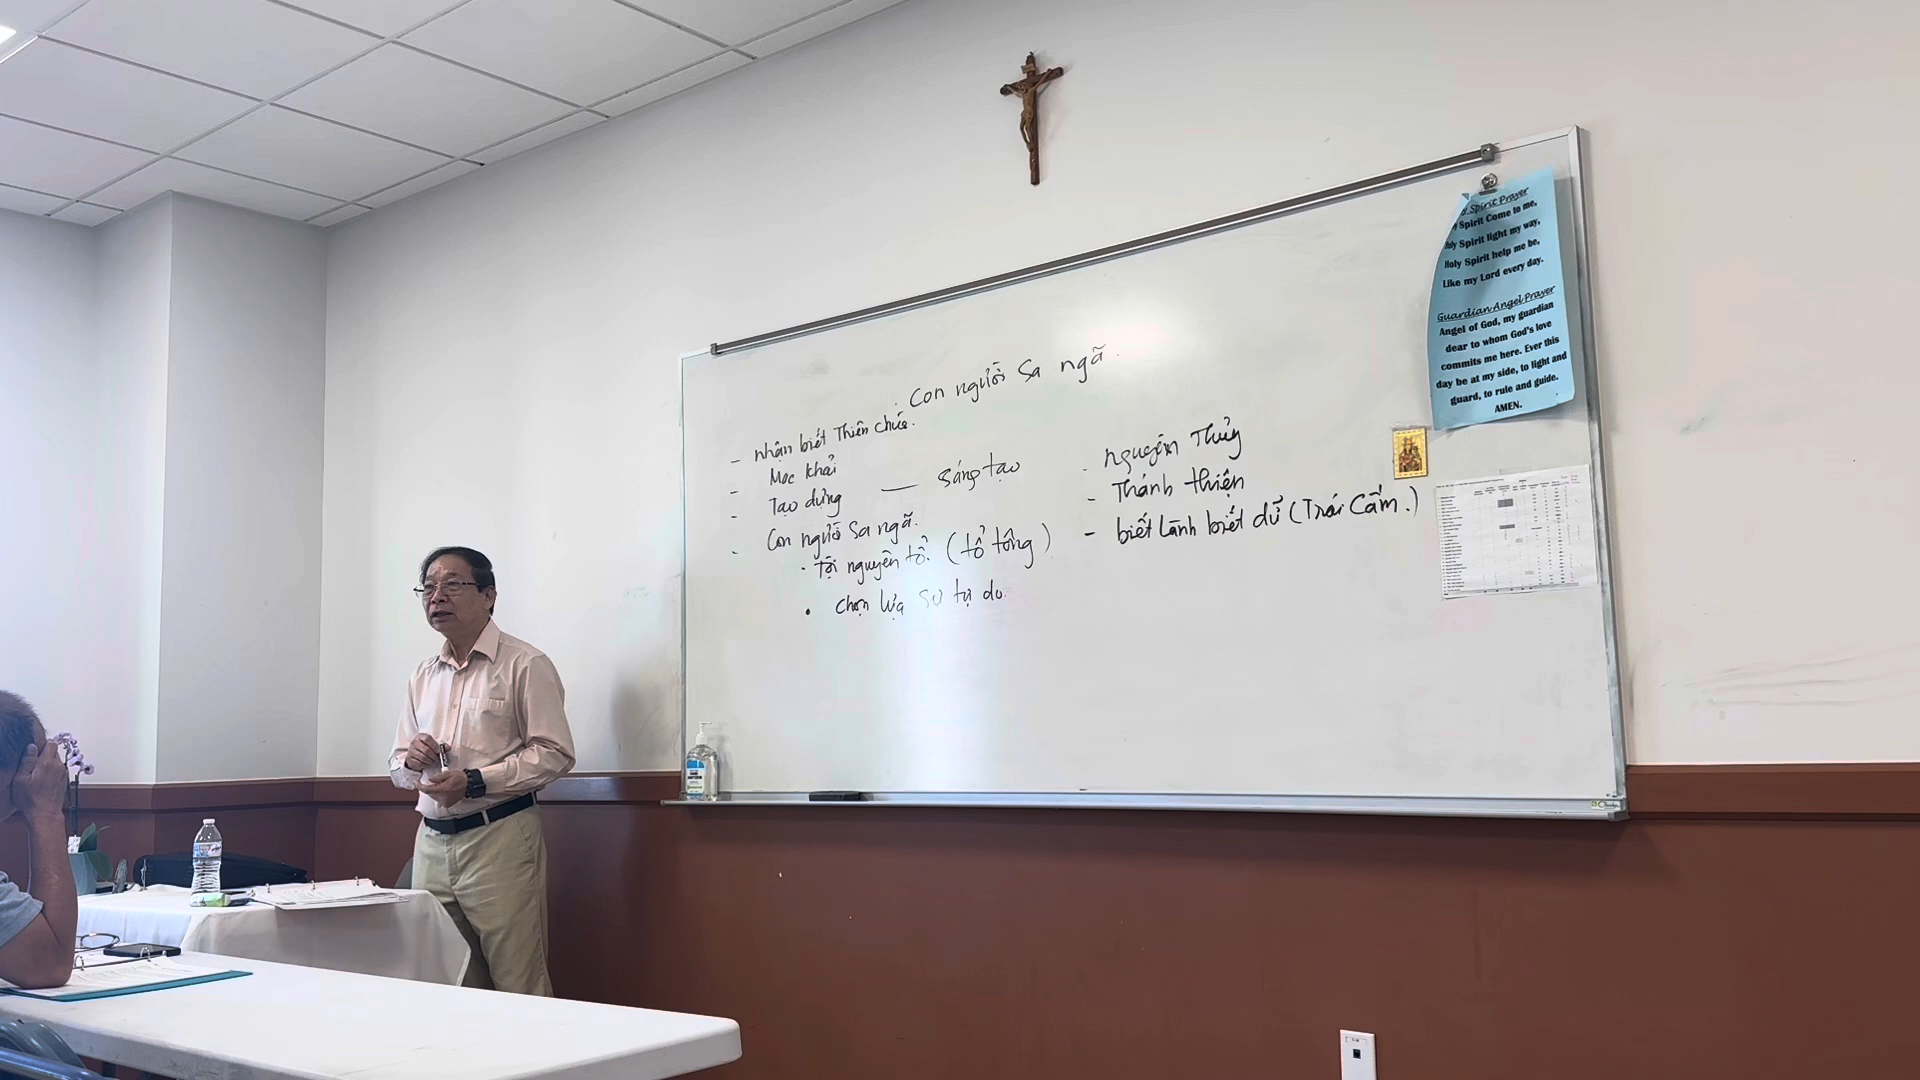 Con người Sa ngã.
- nhận biết Thiên chúa.
- Mạc Khải
- Tạo dựng — sáng tạo
- Con người Sa ngã.
. Tội nguyên tổ. (tổ tông)
• chọn lựa sự tự do.
- Nguyên Thủy
- Thánh thiện
- biết Lành biết dữ (Trái Cấm.)
Spirit Prayer
Spirit Come to me,
Holy Spirit light my way,
Holy Spirit help me be,
Like my Lord every day.
Guardian Angel Prayer
Angel of God, my guardian
dear to whom God's love
commits me here. Ever this
day be at my side, to light and
guard, to rule and guide.
AMEN.